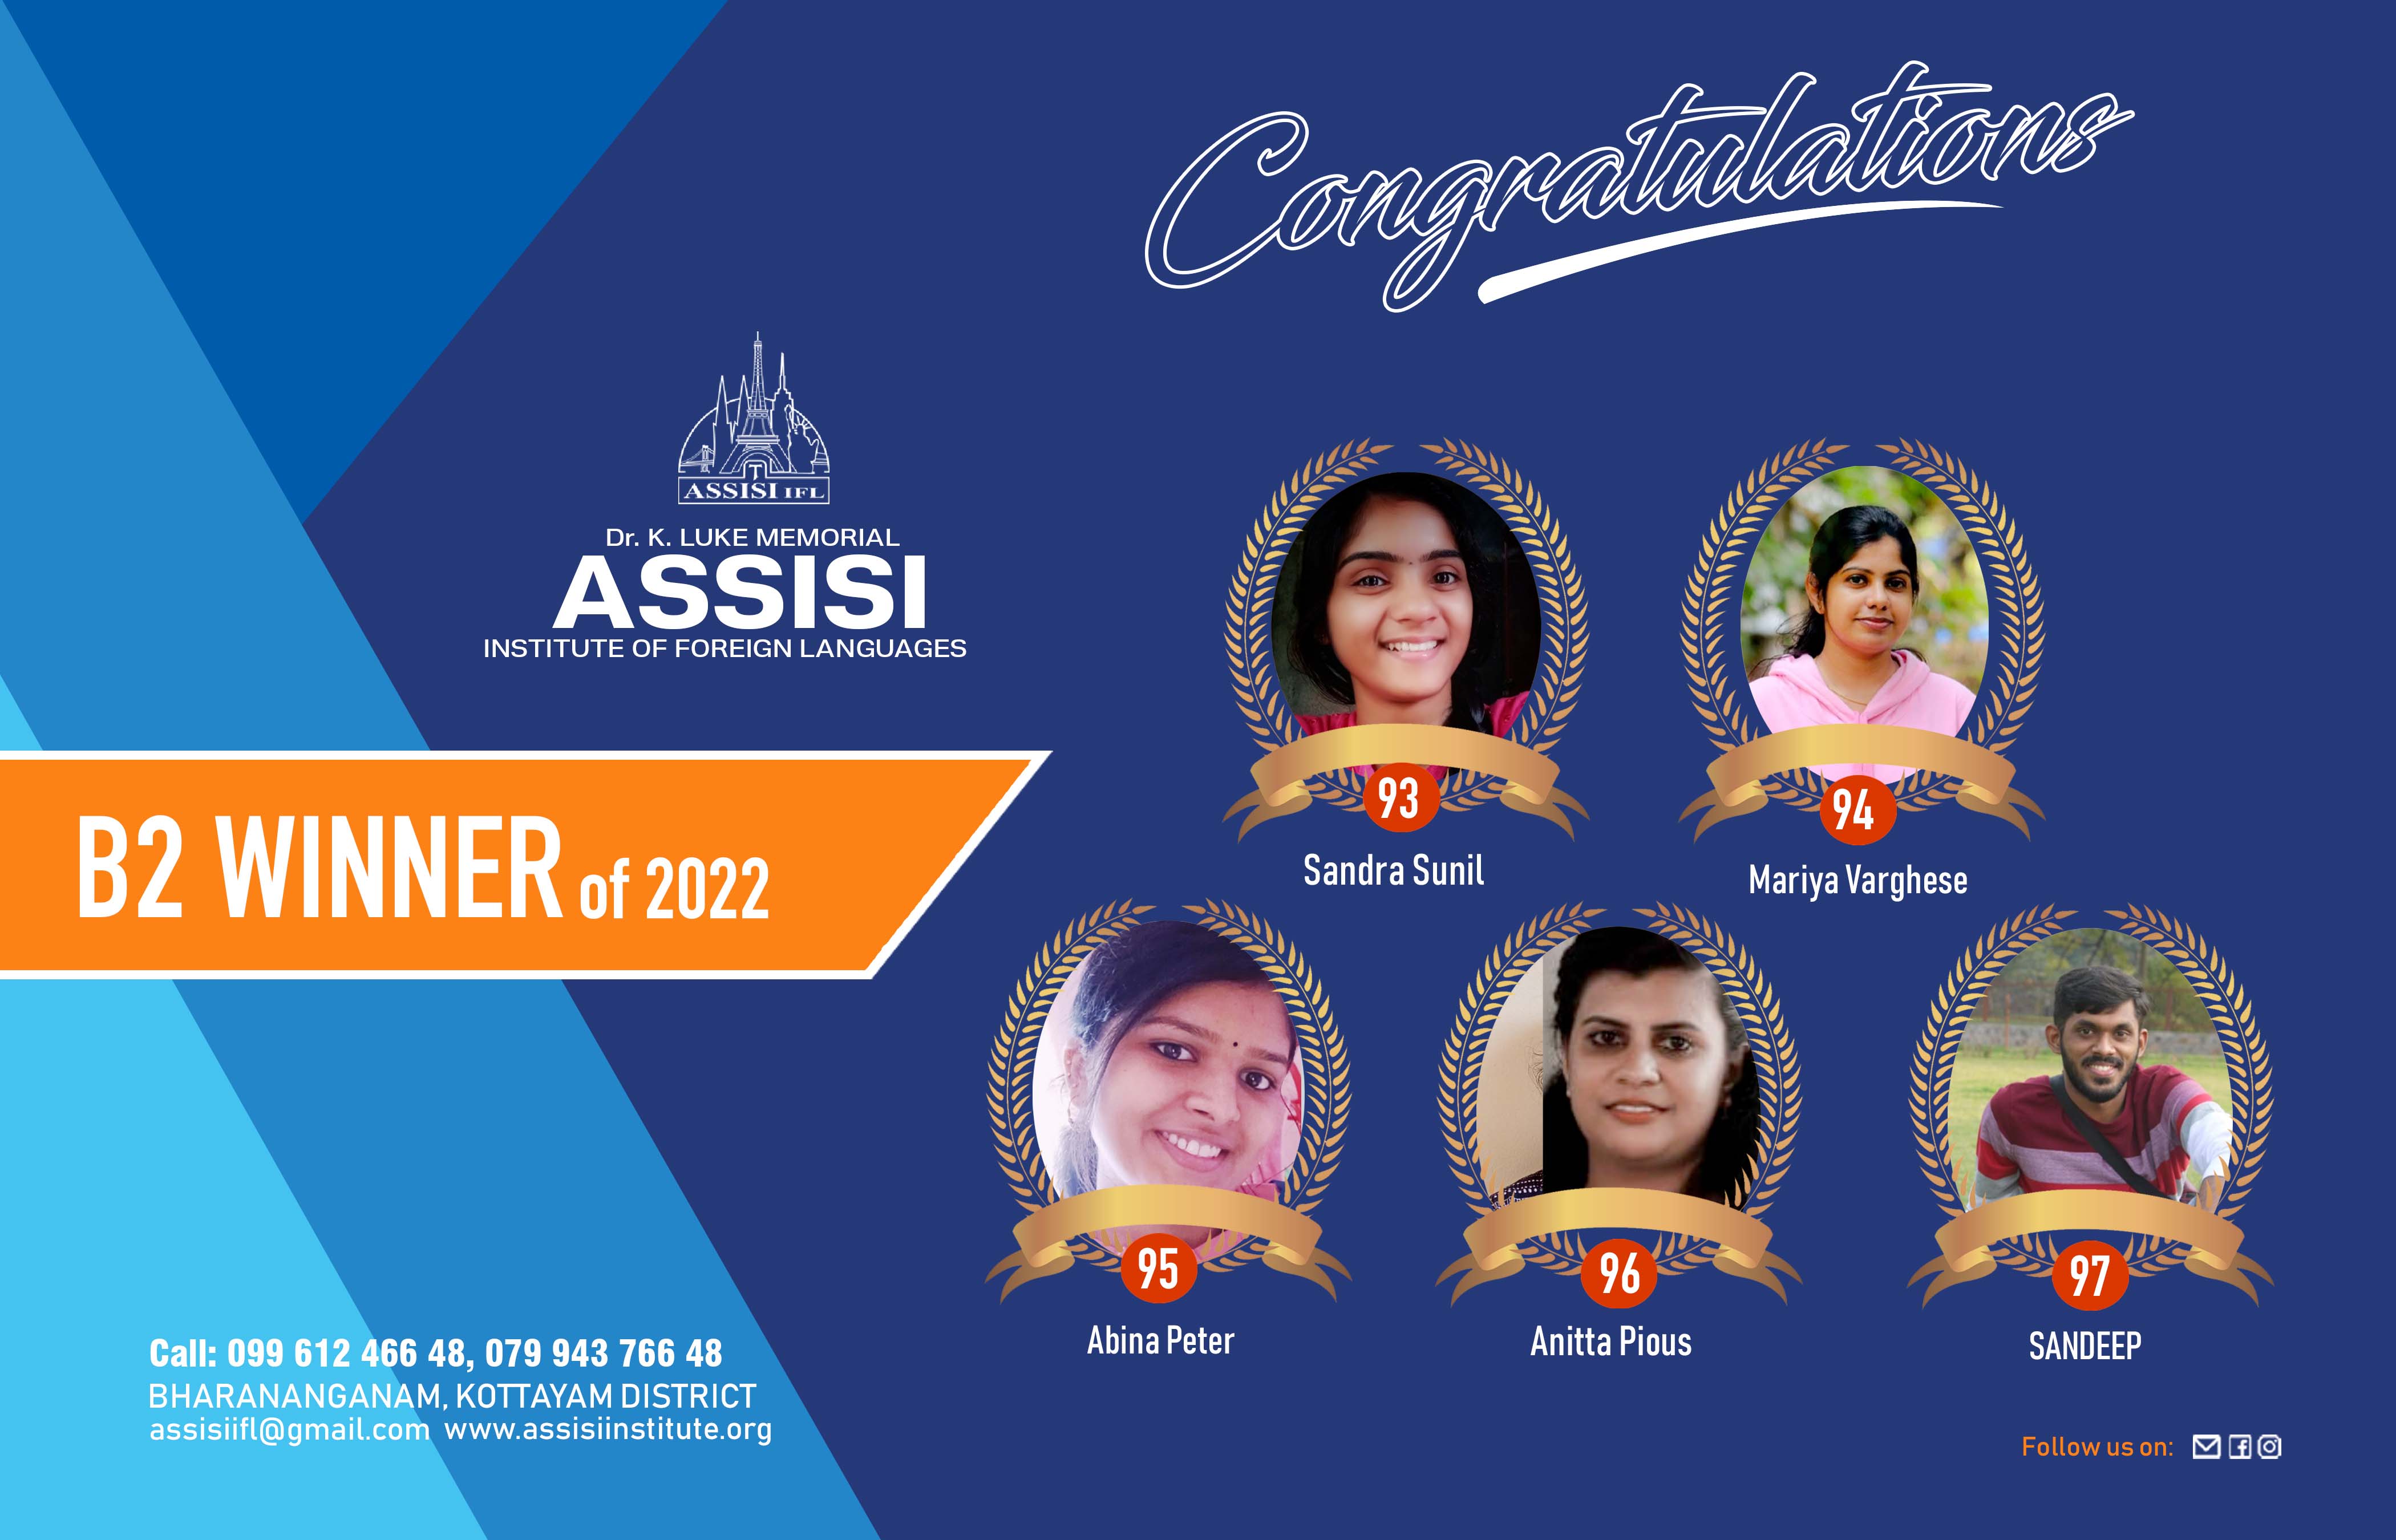 Congratulations
ASSISI IFL
Dr. K. LUKE MEMORIAL
ASSISI
INSTITUTE OF FOREIGN LANGUAGES
B2 WINNER of 2022
93
Sandra Sunil
94
Mariya Varghese
95
Abina Peter
96
Anitta Pious
97
SANDEEP
Call: 099 612 466 48, 079 943 766 48
BHARANANGANAM, KOTTAYAM DISTRICT
assisiifl@gmail.com www.assisiinstitute.org
Follow us on: